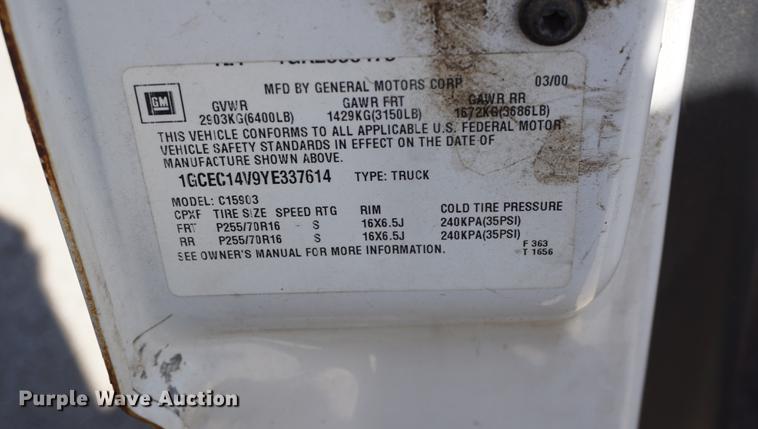 MFD BY GENERAL MOTORS CORP 03/00
GM
GVWR GAWR FRT GAWR RR
2903KG(6400LB) 1429KG(3150LB) 1672KG(3686LB)
THIS VEHICLE CONFORMS TO ALL APPLICABLE U.S. FEDERAL MOTOR
VEHICLE SAFETY STANDARDS IN EFFECT ON THE DATE OF
MANUFACTURE SHOWN ABOVE.
1GCEC14V9YE337614 TYPE: TRUCK
MODEL: C15903
CPXF TIRE SIZE SPEED RTG RIM COLD TIRE PRESSURE
FRT P255/70R16 S 16X6.5J 240KPA(35PSI)
RR P255/70R16 S 16X6.5J 240KPA(35PSI)
SEE OWNER'S MANUAL FOR MORE INFORMATION.
F 363
T 1656
Purple Wave Auction